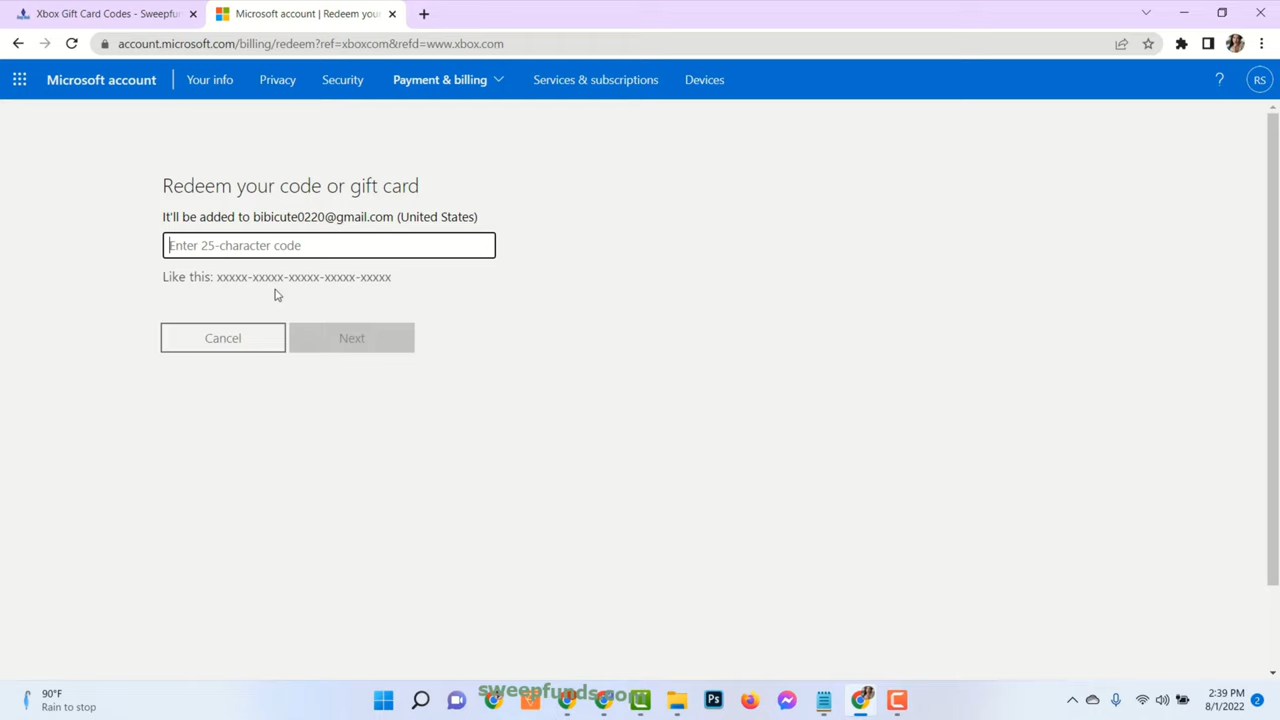 Xbox Gift Card Codes - Sweepfun
Microsoft account | Redeem your
account.microsoft.com/billing/redeem?ref=xboxcom&refd=www.xbox.com
Microsoft account
Your info
Privacy
Security
Payment & billing
Services & subscriptions
Devices
?
RS
Redeem your code or gift card
It'll be added to bibicute0220@gmail.com (United States)
Enter 25-character code
Like this: xxxxx-xxxxx-xxxxx-xxxxx-xxxxx
Cancel
Next
90°F
Rain to stop
Ps
sweepfunds.com
2:39 PM
8/1/2022
2